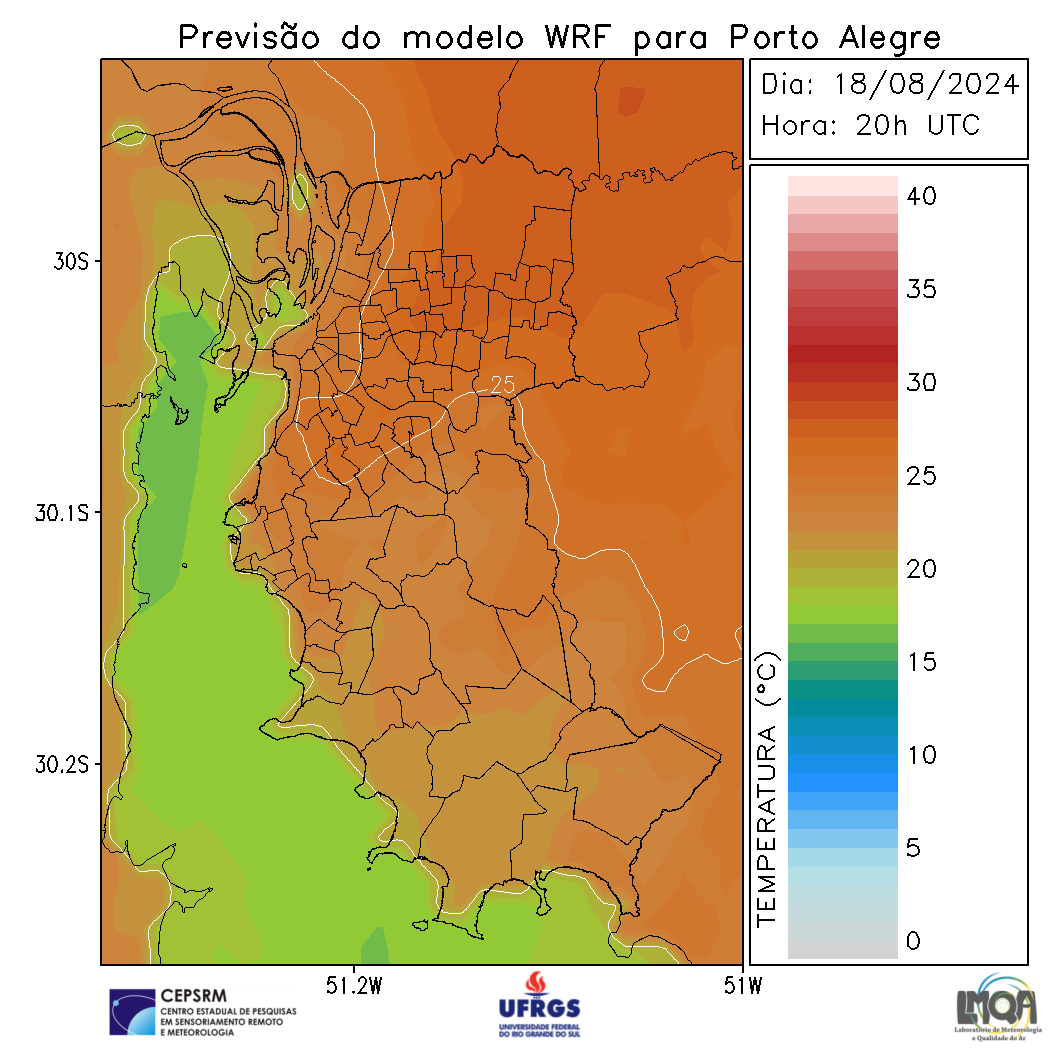 Previsão do modelo WRF para Porto Alegre
Dia: 18/08/2024
Hora: 20h UTC
40
35
30
25
20
15
10
5
0
TEMPERATURA (°C)
25
30S
30.1S
30.2S
51.2W
51W
CEPSRM
CENTRO ESTADUAL DE PESQUISAS
EM SENSORIAMENTO REMOTO
E METEOROLOGIA
UFRGS
UNIVERSIDADE FEDERAL
DO RIO GRANDE DO SUL
LMQA
Laboratório de Meteorologia
e Qualidade do Ar